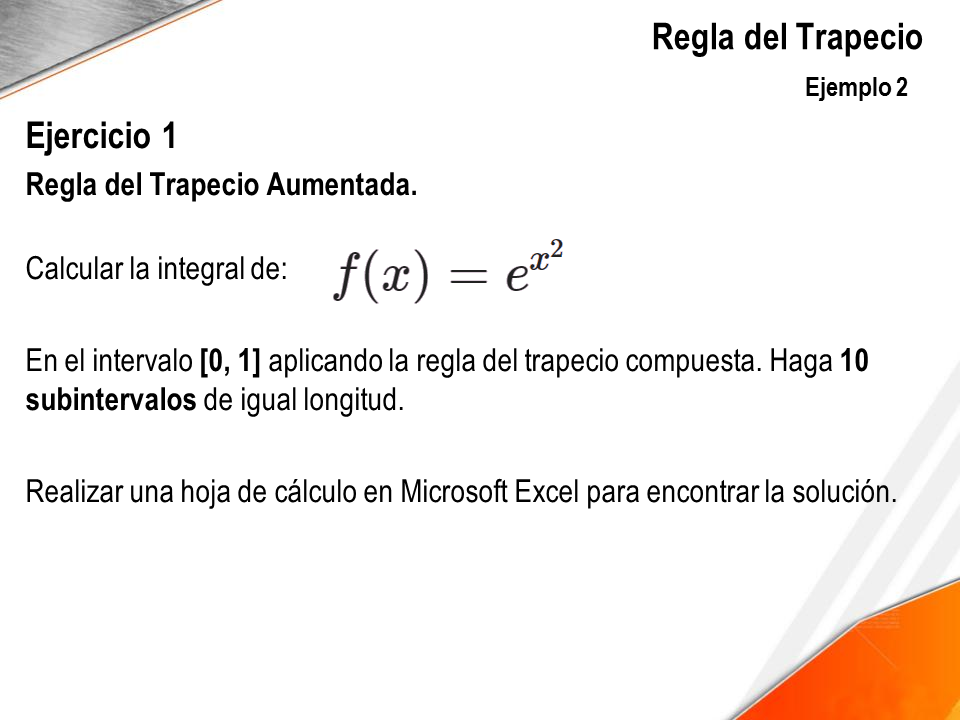 Regla del Trapecio
Ejemplo 2
Ejercicio 1
Regla del Trapecio Aumentada.
Calcular la integral de: f(x) = e^{x^2}
En el intervalo [0, 1] aplicando la regla del trapecio compuesta. Haga 10
subintervalos de igual longitud.
Realizar una hoja de cálculo en Microsoft Excel para encontrar la solución.